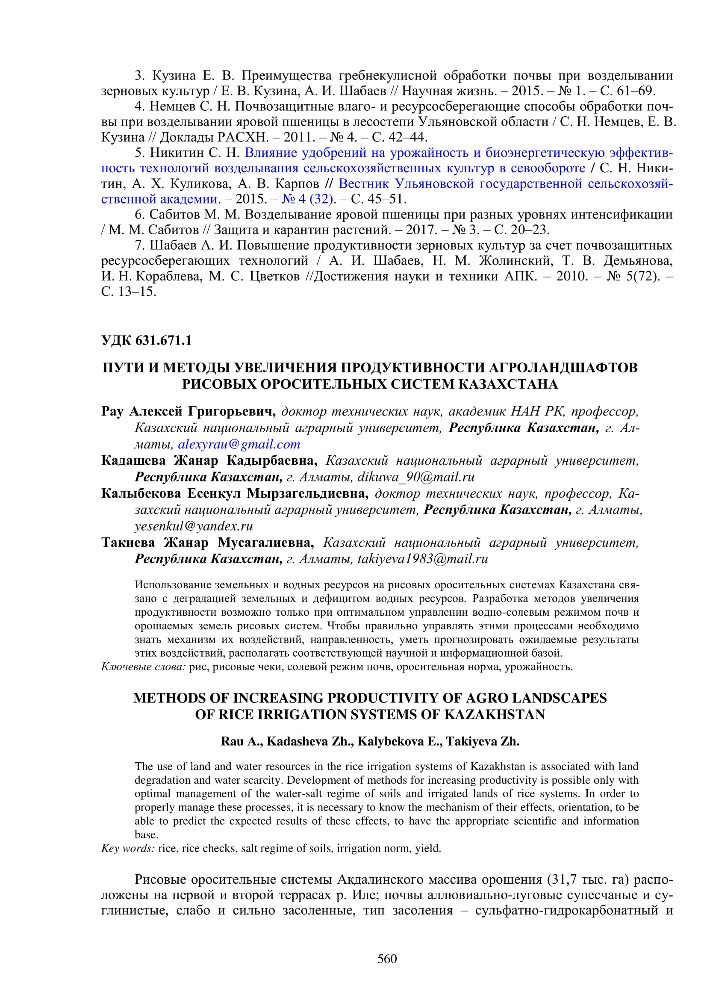 3. Кузина Е. В. Преимущества гребнекулисной обработки почвы при возделывании
зерновых культур / Е. В. Кузина, А. И. Шабаев // Научная жизнь. – 2015. – № 1. – С. 61–69.
4. Немцев С. Н. Почвозащитные влаго- и ресурсосберегающие способы обработки поч-
вы при возделывании яровой пшеницы в лесостепи Ульяновской области / С. Н. Немцев, Е. В.
Кузина // Доклады РАСХН. – 2011. – № 4. – С. 42–44.
5. Никитин С. Н. Влияние удобрений на урожайность и биоэнергетическую эффектив-
ность технологий возделывания сельскохозяйственных культур в севообороте / С. Н. Ники-
тин, А. Х. Куликова, А. В. Карпов // Вестник Ульяновской государственной сельскохозяй-
ственной академии. – 2015. – № 4 (32). – С. 45–51.
6. Сабитов М. М. Возделывание яровой пшеницы при разных уровнях интенсификации
/ М. М. Сабитов // Защита и карантин растений. – 2017. – № 3. – С. 20–23.
7. Шабаев А. И. Повышение продуктивности зерновых культур за счет почвозащитных
ресурсосберегающих технологий / А. И. Шабаев, Н. М. Жолинский, Т. В. Демьянова,
И. Н. Кораблева, М. С. Цветков //Достижения науки и техники АПК. – 2010. – № 5(72). –
С. 13–15.
УДК 631.671.1
ПУТИ И МЕТОДЫ УВЕЛИЧЕНИЯ ПРОДУКТИВНОСТИ АГРОЛАНДШАФТОВ
РИСОВЫХ ОРОСИТЕЛЬНЫХ СИСТЕМ КАЗАХСТАНА
Рау Алексей Григорьевич, доктор технических наук, академик НАН РК, профессор,
Казахский национальный аграрный университет, Республика Казахстан, г. Ал-
маты, alexyrau@gmail.com
Кадашева Жанар Кадырбаевна, Казахский национальный аграрный университет,
Республика Казахстан, г. Алматы, dikuwa_90@mail.ru
Калыбекова Есенкул Мырзагельдиевна, доктор технических наук, профессор, Ка-
захский национальный аграрный университет, Республика Казахстан, г. Алматы,
yesenkul@yandex.ru
Такиева Жанар Мусагалиевна, Казахский национальный аграрный университет,
Республика Казахстан, г. Алматы, takiyeva1983@mail.ru
Использование земельных и водных ресурсов на рисовых оросительных системах Казахстана свя-
зано с деградацией земельных и дефицитом водных ресурсов. Разработка методов увеличения
продуктивности возможно только при оптимальном управлении водно-солевым режимом почв и
орошаемых земель рисовых систем. Чтобы правильно управлять этими процессами необходимо
знать механизм их воздействий, направленность, уметь прогнозировать ожидаемые результаты
этих воздействий, располагать соответствующей научной и информационной базой.
Ключевые слова: рис, рисовые чеки, солевой режим почв, оросительная норма, урожайность.
METHODS OF INCREASING PRODUCTIVITY OF AGRO LANDSCAPES
OF RICE IRRIGATION SYSTEMS OF KAZAKHSTAN
Rau A., Kadasheva Zh., Kalybekova E., Takiyeva Zh.
The use of land and water resources in the rice irrigation systems of Kazakhstan is associated with land
degradation and water scarcity. Development of methods for increasing productivity is possible only with
optimal management of the water-salt regime of soils and irrigated lands of rice systems. In order to
properly manage these processes, it is necessary to know the mechanism of their effects, orientation, to be
able to predict the expected results of these effects, to have the appropriate scientific and information
base.
Key words: rice, rice checks, salt regime of soils, irrigation norm, yield.
Рисовые оросительные системы Акдалинского массива орошения (31,7 тыс. га) распо-
ложены на первой и второй террасах р. Иле; почвы аллювиально-луговые супесчаные и су-
глинистые, слабо и сильно засоленные, тип засоления – сульфатно-гидрокарбонатный и
560